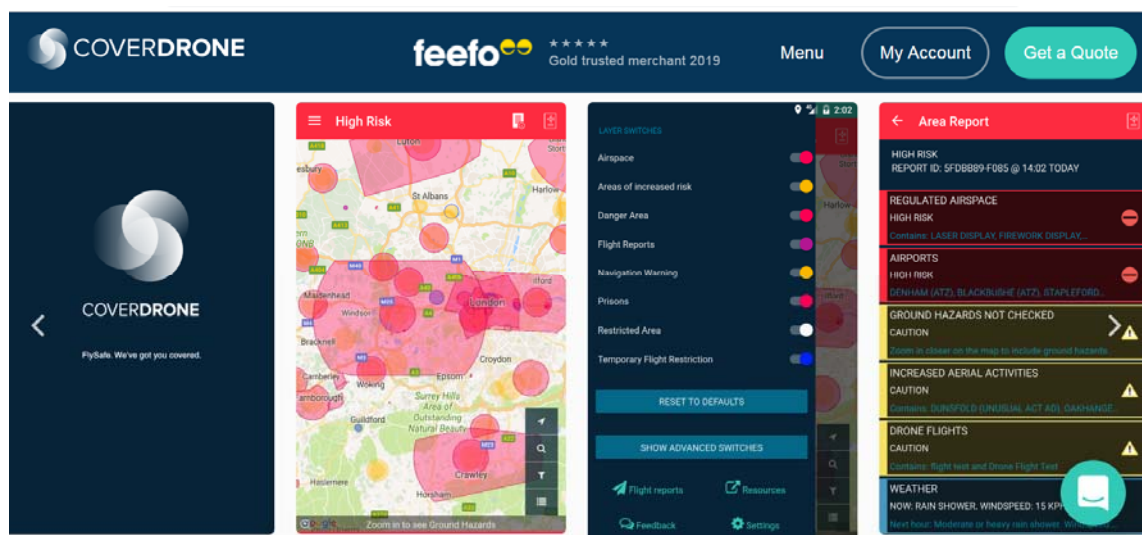 COVERDRONE
feefo
Gold trusted merchant 2019
Menu
My Account
Get a Quote
COVERDRONE
FlySafe. We've got you covered.
High Risk
Luton
St Albans
Harlow
Ilford
Maidenhead
London
Windsor
Bracknell
Croydon
Camberley
Woking
Epsom
Surrey Hills
Area of
Outstanding
Natural Beauty
Guildford
Crawley
Haslemere
Horsham
Zoom in to see Ground Hazards
2:02
LAYER SWITCHES
Airspace
Areas of increased risk
Danger Area
Flight Reports
Navigation Warning
Prisons
Restricted Area
Temporary Flight Restriction
RESET TO DEFAULTS
SHOW ADVANCED SWITCHES
Flight reports
Resources
Feedback
Settings
Harlow
Area Report
HIGH RISK
REPORT ID: 5FDBB89-F085 @ 14:02 TODAY
REGULATED AIRSPACE
HIGH RISK
Contains: LASER DISPLAY, FIREWORK DISPLAY,...
AIRPORTS
HIGH RISK
DENHAM (ATZ), BLACKBUSHE (ATZ), STAPLEFORD...
GROUND HAZARDS NOT CHECKED
CAUTION
Zoom in closer on the map to include ground hazards.
INCREASED AERIAL ACTIVITIES
CAUTION
Contains: DUNSFOLD (UNUSUAL ACT AD), OAKHANGE...
DRONE FLIGHTS
CAUTION
Contains: flight test and Drone Flight Test
WEATHER
NOW: RAIN SHOWER. WINDSPEED: 15 KPH
Next hour: Moderate or heavy rain shower.